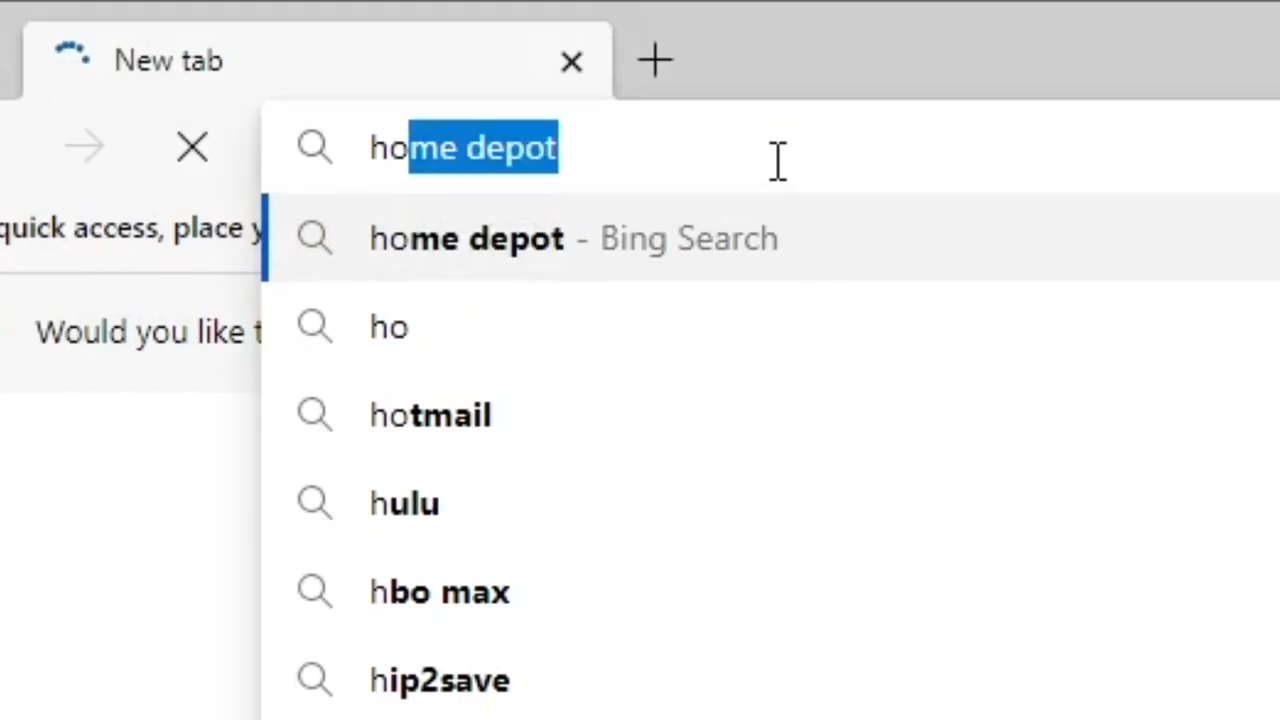 New tab
home depot
quick access, place y
home depot - Bing Search
Would you like t
ho
hotmail
hulu
hbo max
hip2save